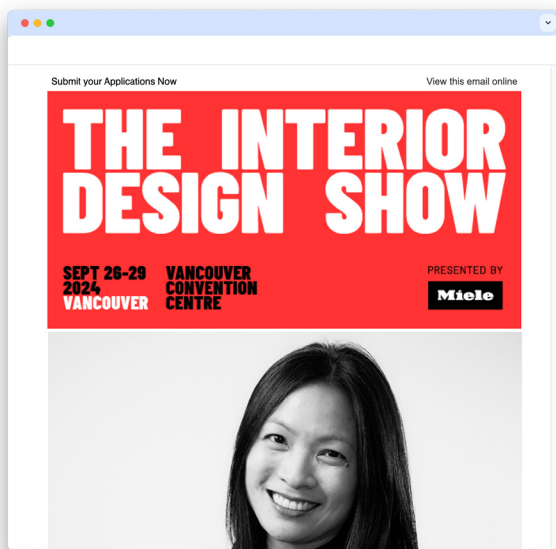 Submit your Applications Now
View this email online
THE INTERIOR
DESIGN SHOW
SEPT 26-29
2024
VANCOUVER
VANCOUVER
CONVENTION
CENTRE
PRESENTED BY
Miele